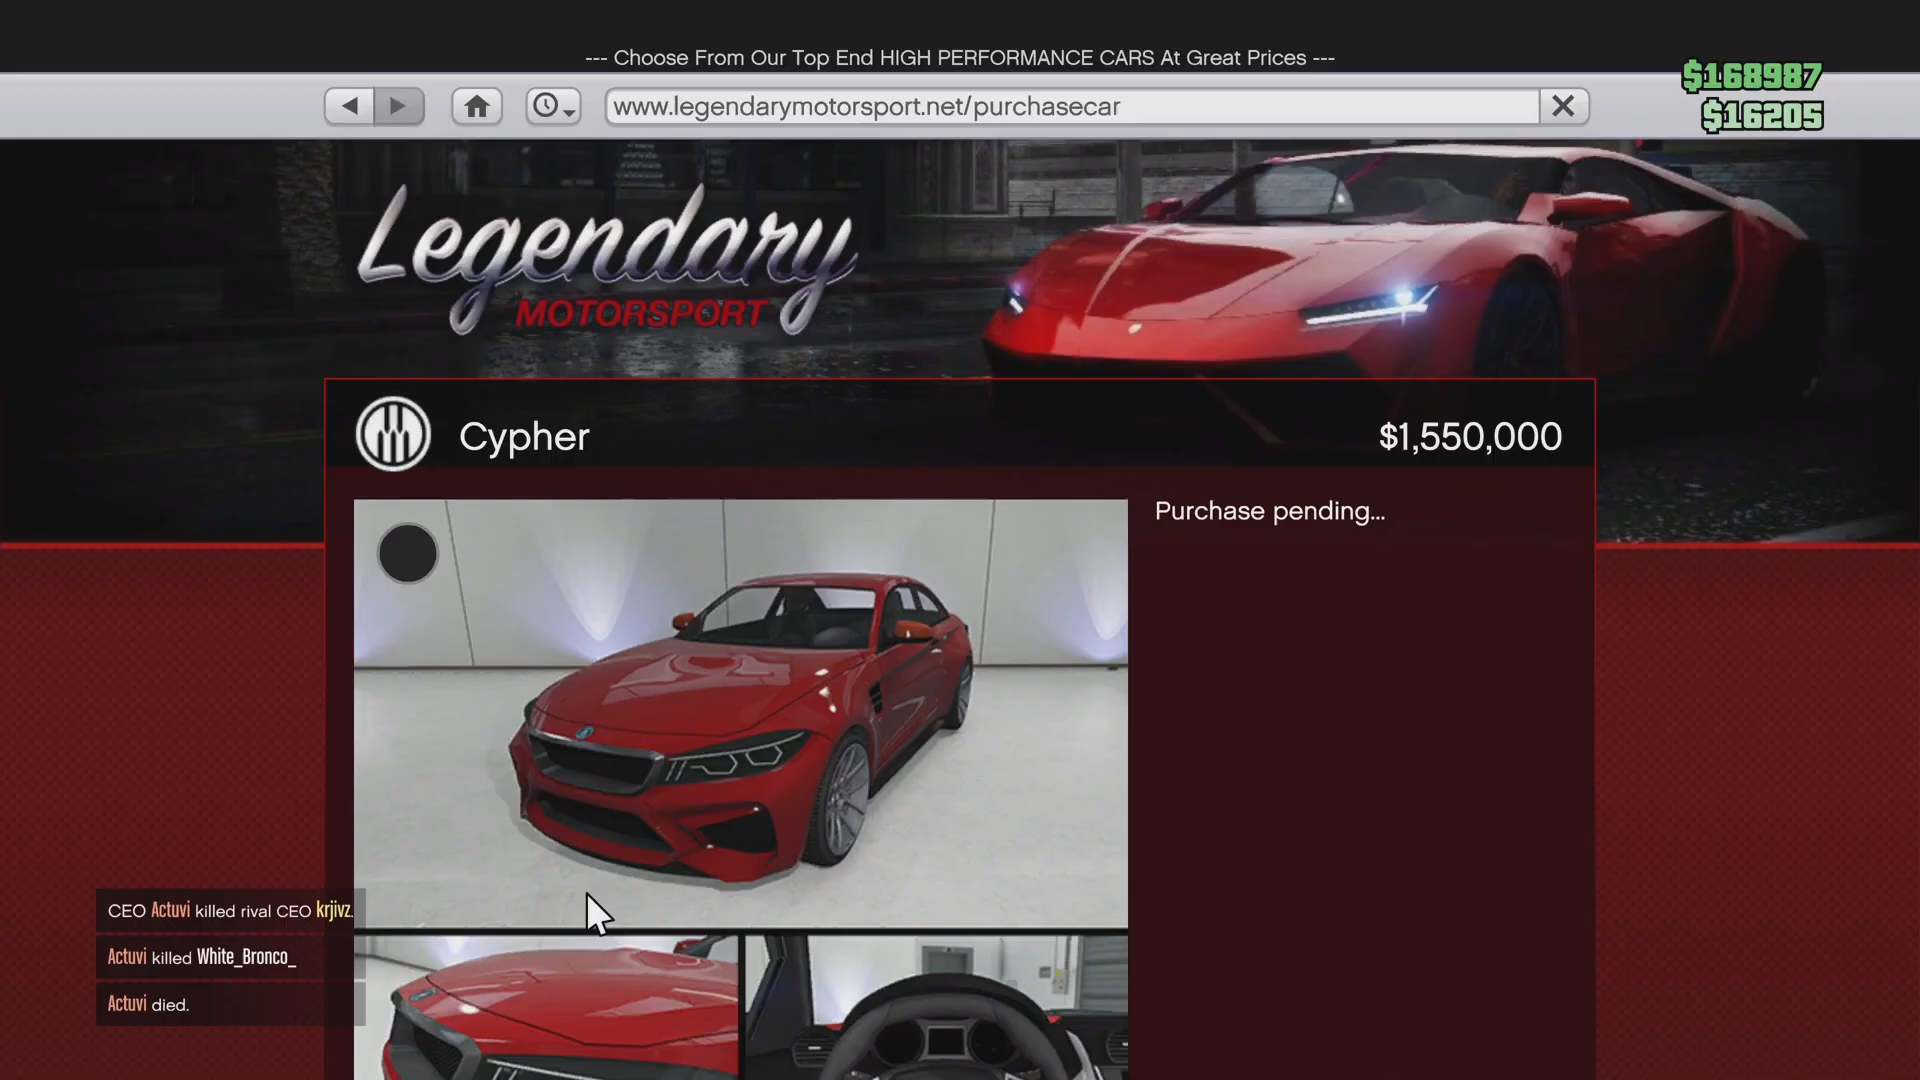 --- Choose From Our Top End HIGH PERFORMANCE CARS At Great Prices ---
$168987
www.legendarymotorsport.net/purchasecar
$16205
Legendary
MOTORSPORT
Cypher
$1,550,000
Purchase pending...
CEO Actuvi killed rival CEO krjivz.
Actuvi killed White_Bronco_
Actuvi died.